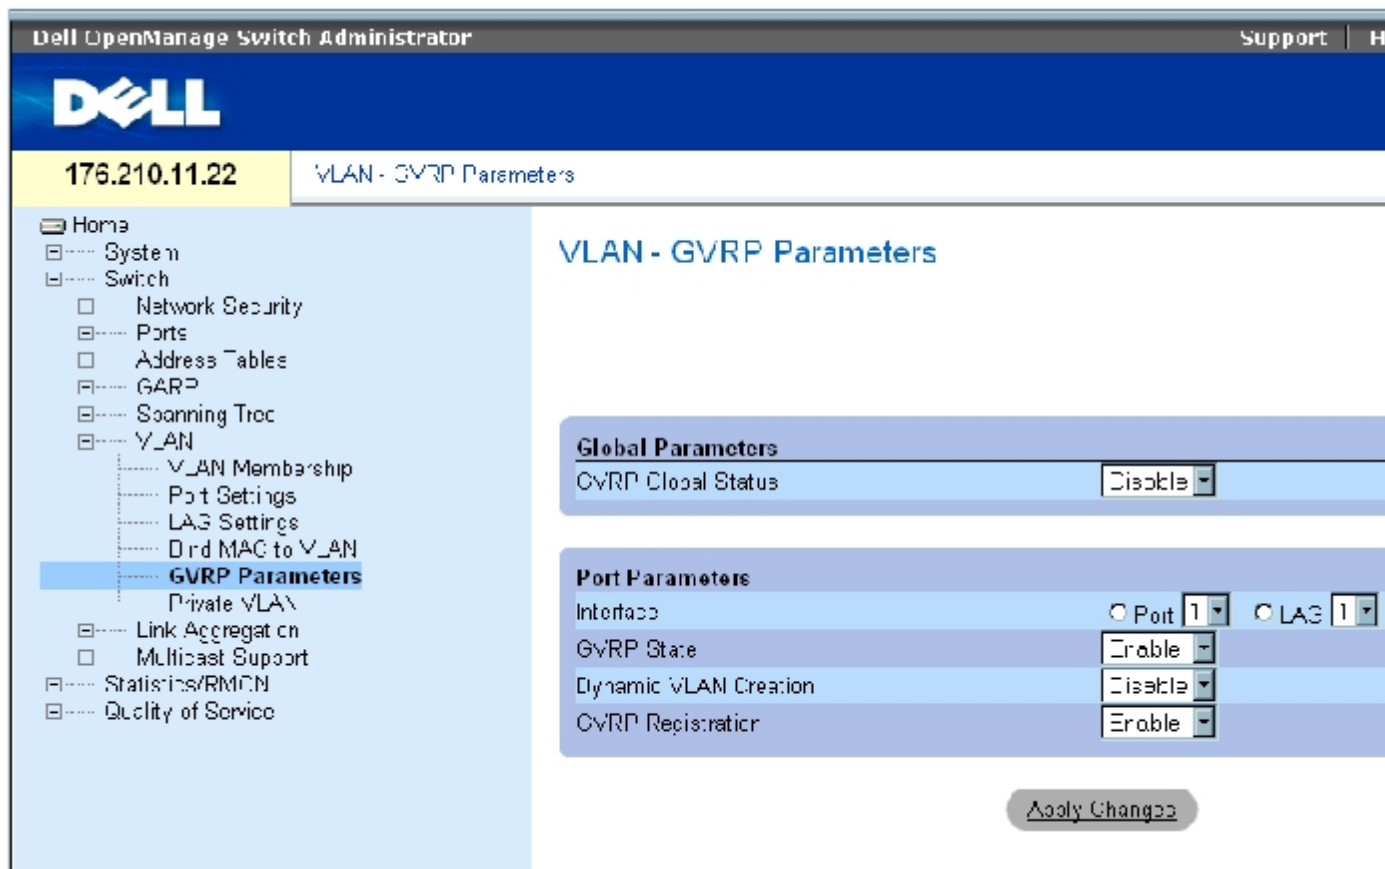 Dell OpenManage Switch Administrator
Support | H
DELL
176.210.11.22
VLAN - GVRP Parameters
Home
System
Switch
Network Security
Ports
Address Tables
GARP
Spanning Tree
VLAN
VLAN Membership
Port Settings
LAG Settings
Bind MAC to VLAN
GVRP Parameters
Private VLAN
Link Aggregation
Multicast Support
Statistics/RMON
Quality of Service
VLAN - GVRP Parameters
Global Parameters
GVRP Global Status Disable
Port Parameters
Interface Port 1 LAG 1
GVRP State Enable
Dynamic VLAN Creation Disable
GVRP Registration Enable
Apply Changes